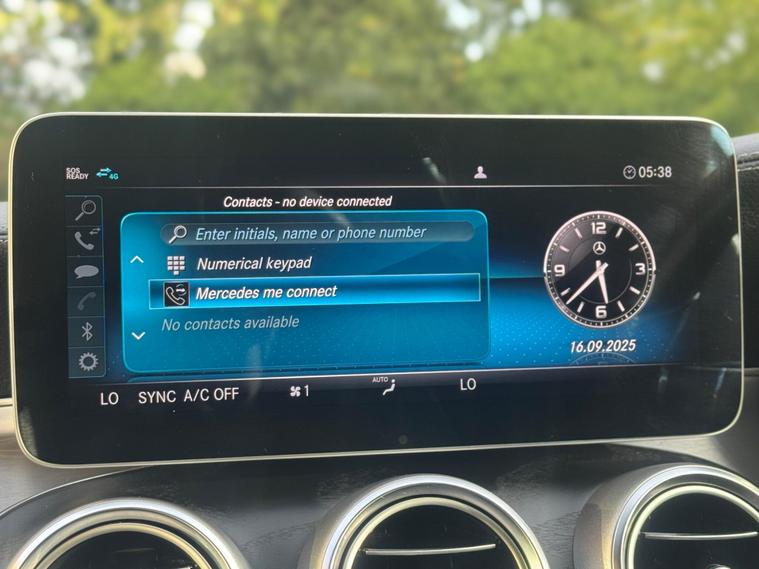 SOS
READY
4G
05:38
Contacts - no device connected
Enter initials, name or phone number
Numerical keypad
Mercedes me connect
No contacts available
12
9
3
6
16.09.2025
LO SYNC A/C OFF 1 AUTO LO